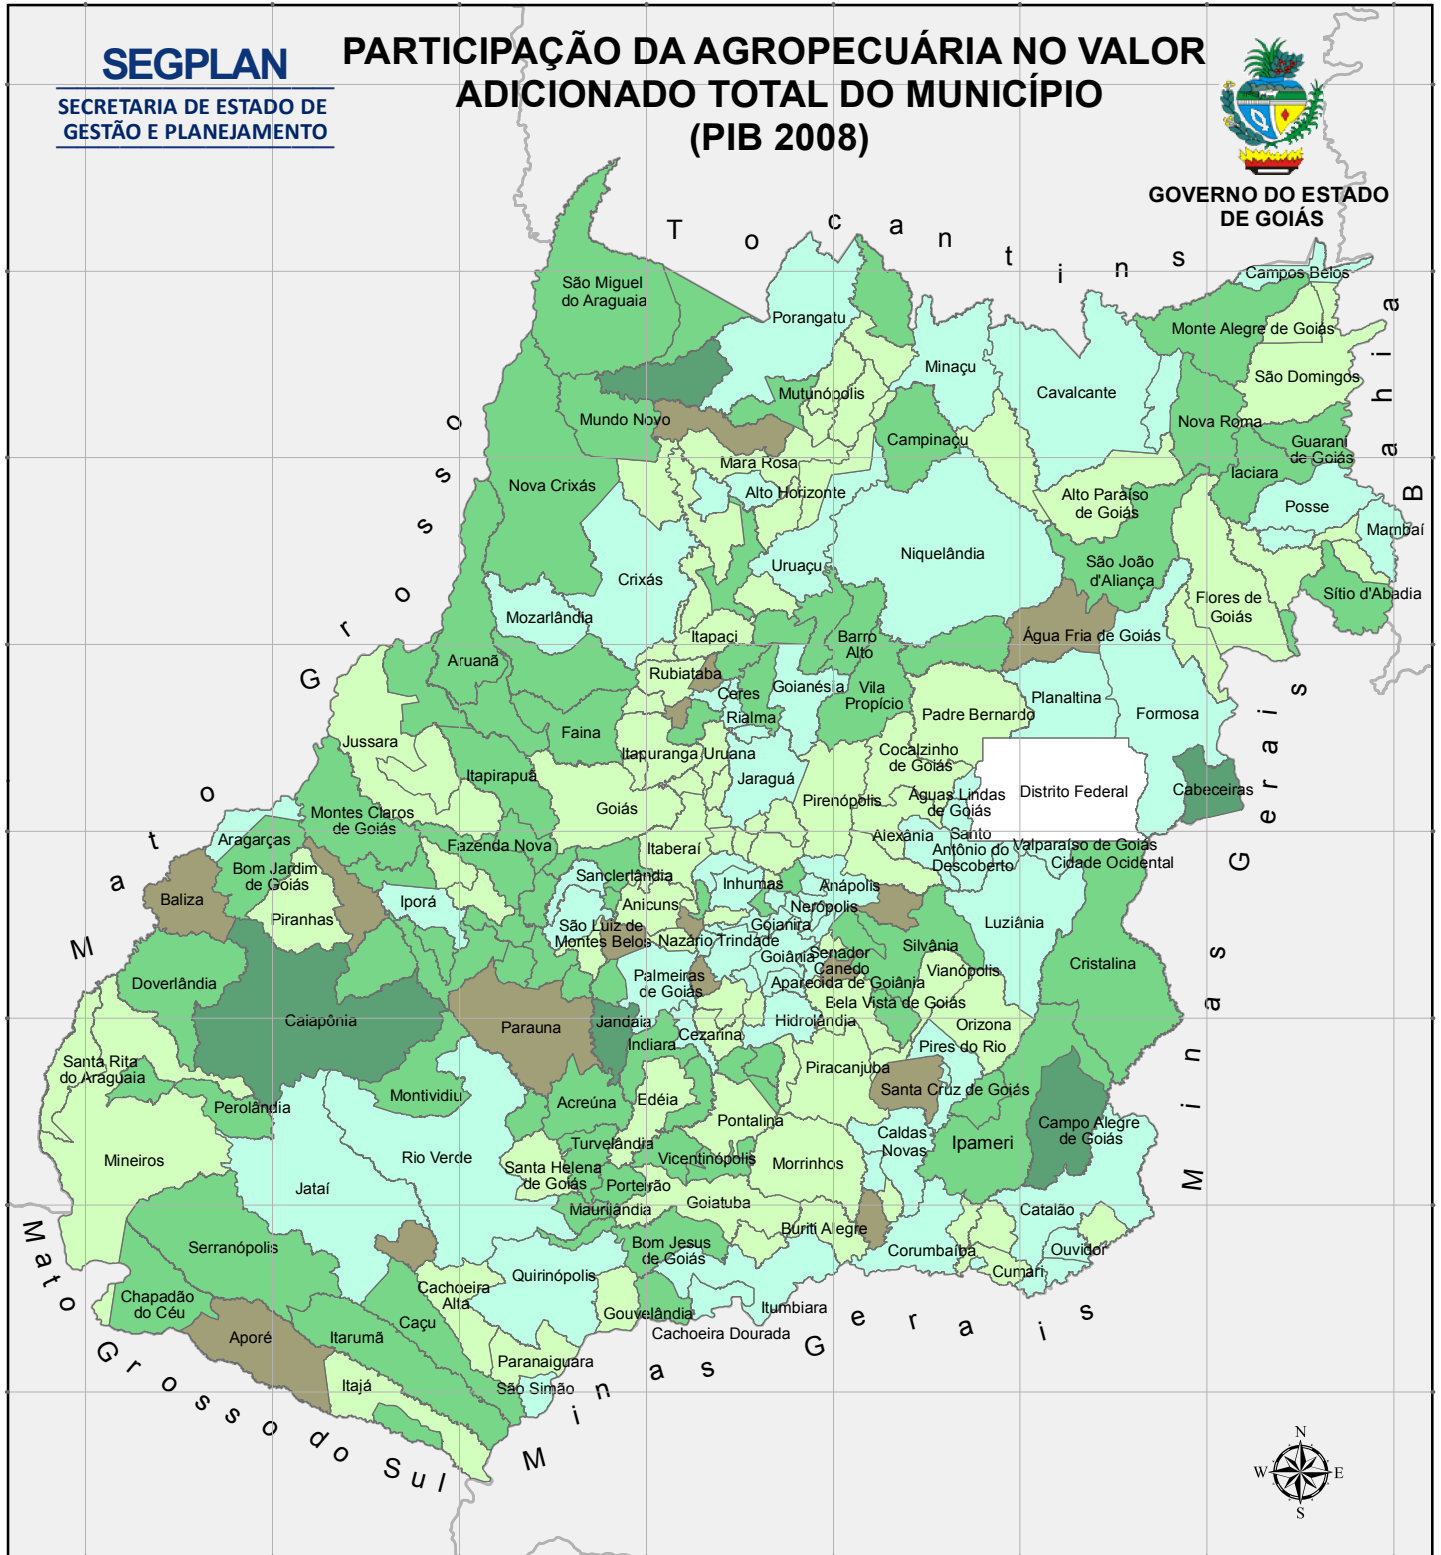 SEGPLAN
SECRETARIA DE ESTADO DE
GESTÃO E PLANEJAMENTO
PARTICIPAÇÃO DA AGROPECUÁRIA NO VALOR
ADICIONADO TOTAL DO MUNICÍPIO
(PIB 2008)
GOVERNO DO ESTADO
DE GOIÁS
Tocantins
Bahia
Mato Grosso
Minas Gerais
Mato Grosso do Sul
Minas Gerais
Campos Belos
São Miguel
do Araguaia
Porangatu
Monte Alegre de Goiás
Minaçu
Cavalcante
São Domingos
Mutunópolis
Mundo Novo
Nova Roma
Campinaçu
Guarani
de Goiás
Mara Rosa
Iaciara
Nova Crixás
Alto Horizonte
Alto Paraíso
de Goiás
Posse
Mambaí
Niquelândia
Uruaçu
São João
d'Aliança
Crixás
Flores de
Goiás
Sítio d'Abadia
Mozarlândia
Itapaci
Barro
Alto
Água Fria de Goiás
Aruanã
Rubiataba
Ceres
Goianésia
Vila
Propício
Planaltina
Formosa
Padre Bernardo
Rialma
Faina
Jussara
Itapuranga
Uruana
Cocalzinho
de Goiás
Itapirapuã
Jaraguá
Distrito Federal
Cabeceiras
Goiás
Pirenópolis
Águas Lindas
de Goiás
Montes Claros
de Goiás
Aragarças
Fazenda Nova
Itaberaí
Alexânia
Santo
Antônio do
Descoberto
Valparaíso de Goiás
Cidade Ocidental
Bom Jardim
de Goiás
Sanclerlândia
Inhumas
Anápolis
Baliza
Iporá
Anicuns
Nerópolis
Piranhas
São Luiz de
Montes Belos
Goianira
Luziânia
Nazário
Trindade
Silvânia
Goiânia
Senador
Canedo
Cristalina
Doverlândia
Palmeiras
de Goiás
Aparecida de Goiânia
Vianópolis
Bela Vista de Goiás
Caiapônia
Parauna
Jandaia
Hidrolândia
Orizona
Cezarina
Indiara
Pires do Rio
Santa Rita
do Araguaia
Piracanjuba
Montividiu
Santa Cruz de Goiás
Perolândia
Acreúna
Edéia
Pontalina
Campo Alegre
de Goiás
Caldas
Novas
Ipameri
Turvelândia
Rio Verde
Vicentinópolis
Mineiros
Santa Helena
de Goiás
Morrinhos
Jataí
Porteirão
Goiatuba
Maurilândia
Catalão
Buriti Alegre
Serranópolis
Bom Jesus
de Goiás
Corumbaíba
Ouvidor
Quirinópolis
Cumari
Cachoeira
Alta
Chapadão
do Céu
Caçu
Gouvelândia
Itumbiara
Cachoeira Dourada
Aporé
Itarumã
Paranaiguara
Itajá
São Simão
N
W
E
S